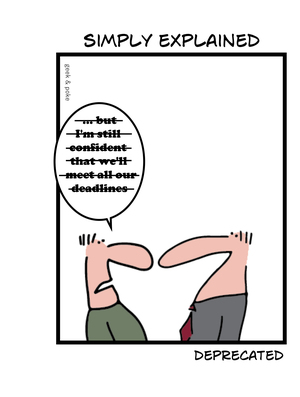 SIMPLY EXPLAINED
geek & poke
... but
I'm still
confident
that we'll
meet all our
deadlines
DEPRECATED